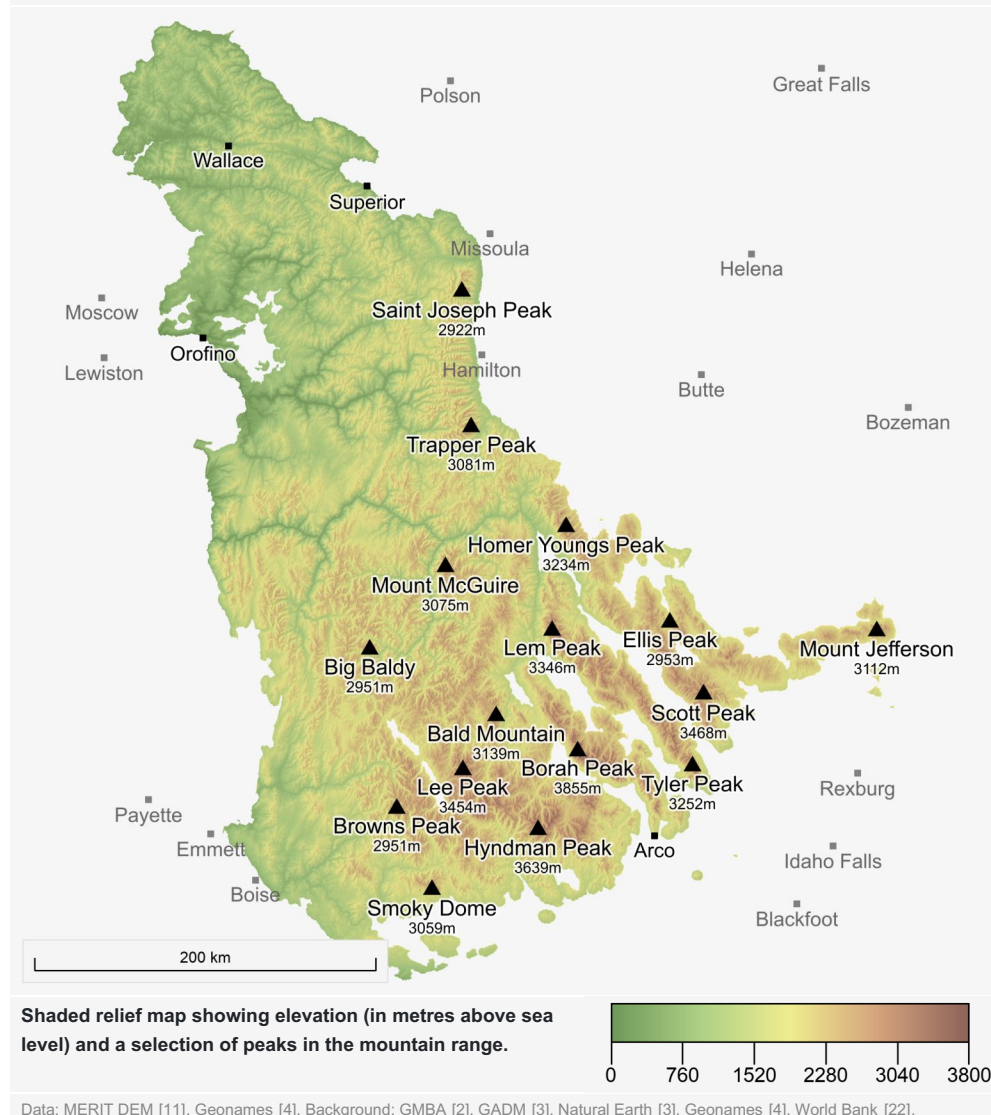 Polson
Great Falls
Wallace
Superior
Missoula
Helena
Moscow
Saint Joseph Peak
2922m
Orofino
Lewiston
Hamilton
Butte
Bozeman
Trapper Peak
3081m
Homer Youngs Peak
3234m
Mount McGuire
3075m
Lem Peak
3346m
Ellis Peak
2953m
Mount Jefferson
3112m
Big Baldy
2951m
Scott Peak
3468m
Bald Mountain
3139m
Borah Peak
3855m
Tyler Peak
3252m
Lee Peak
3454m
Rexburg
Payette
Browns Peak
2951m
Emmett
Hyndman Peak
3639m
Arco
Idaho Falls
Boise
Smoky Dome
3059m
Blackfoot
200 km
Shaded relief map showing elevation (in metres above sea
level) and a selection of peaks in the mountain range.
0 760 1520 2280 3040 3800
Data: MERIT DEM [11], Geonames [4], Background: GMBA [2], GADM [3], Natural Earth [3], Geonames [4], World Bank [22].